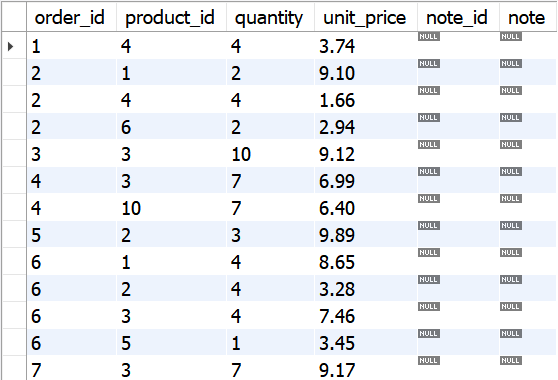 order_id product_id quantity unit_price note_id note
1 4 4 3.74 NULL NULL
2 1 2 9.10 NULL NULL
2 4 4 1.66 NULL NULL
2 6 2 2.94 NULL NULL
3 3 10 9.12 NULL NULL
4 3 7 6.99 NULL NULL
4 10 7 6.40 NULL NULL
5 2 3 9.89 NULL NULL
6 1 4 8.65 NULL NULL
6 2 4 3.28 NULL NULL
6 3 4 7.46 NULL NULL
6 5 1 3.45 NULL NULL
7 3 7 9.17 NULL NULL